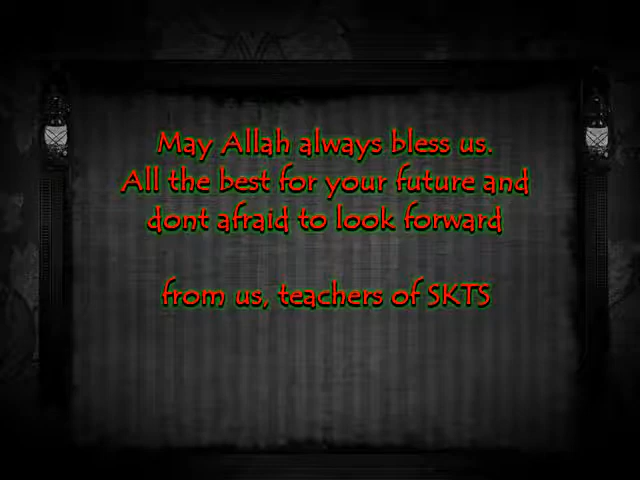 May Allah always bless us.
All the best for your future and
dont afraid to look forward
from us, teachers of SKTS